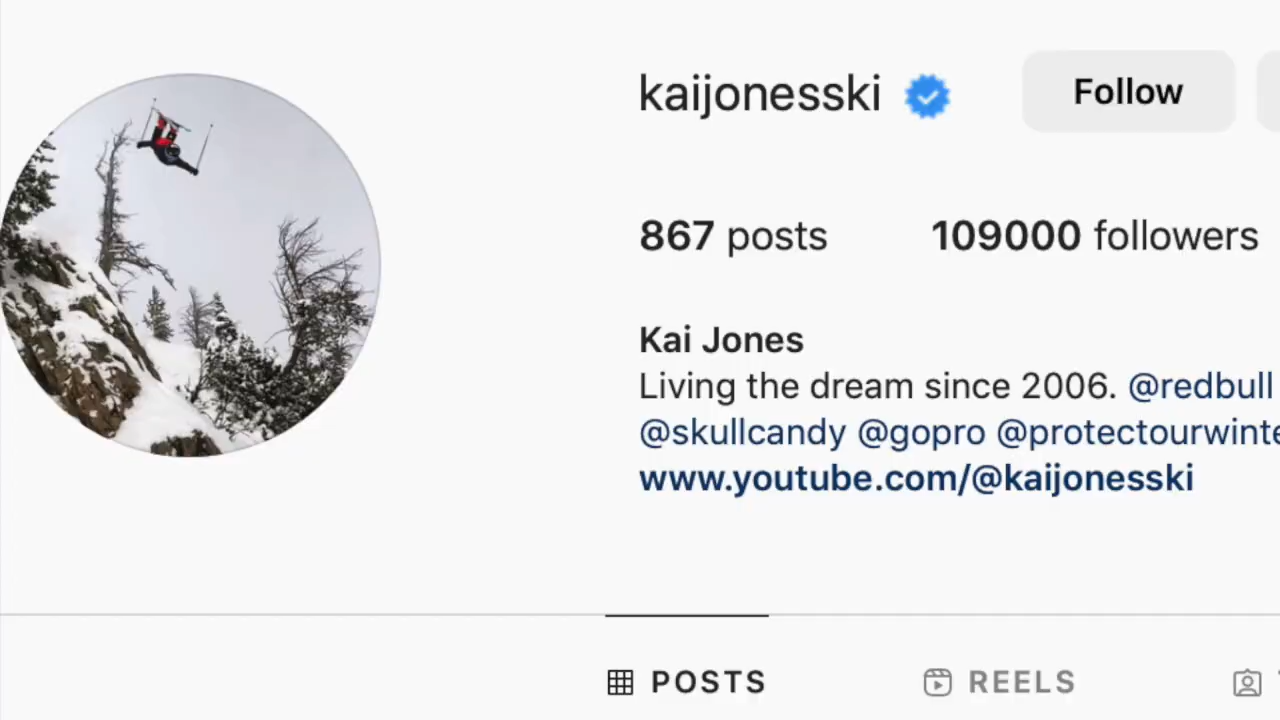 kaijonesski
Follow
867 posts 109000 followers
Kai Jones
Living the dream since 2006. @redbull
@skullcandy @gopro @protectourwinte
www.youtube.com/@kaijonesski
POSTS REELS